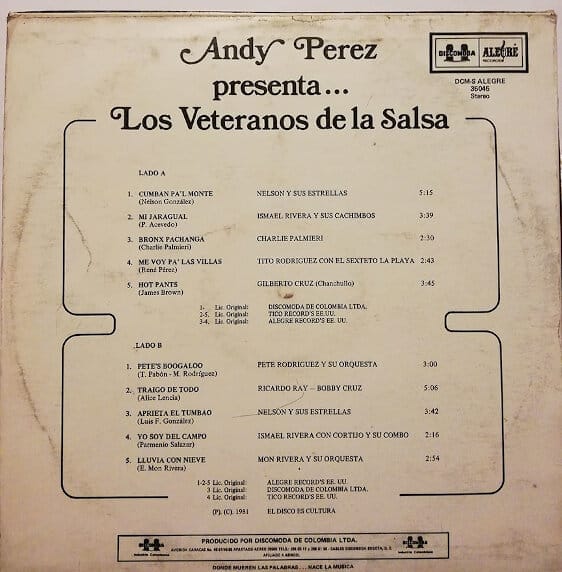 Andy Perez
presenta...
Los Veteranos de la Salsa
DISCOMODA
ALEGRE
DCM-S ALEGRE
35045
Stereo
LADO A
1. CUMBAN PA'L MONTE NELSON Y SUS ESTRELLAS 5:15
(Nelson González)
2. MI JARAGUAL ISMAEL RIVERA Y SUS CACHIMBOS 3:39
(P. Acevedo)
3. BRONX PACHANGA CHARLIE PALMIERI 2:30
(Charlie Palmieri)
4. ME VOY PA' LAS VILLAS TITO RODRIGUEZ CON EL SEXTETO LA PLAYA 2:43
(René Pérez)
5. HOT PANTS GILBERTO CRUZ (Chanchullo) 3:45
(James Brown)
1- Lic. Original: DISCOMODA DE COLOMBIA LTDA.
2-5. Lic. Original: TICO RECORD'S EE. UU.
3-4. Lic. Original: ALEGRE RECORD'S EE. UU.
LADO B
1. PETE'S BOOGALOO PETE RODRIGUEZ Y SU ORQUESTA 3:00
(T. Pabón - M. Rodríguez)
2. TRAIGO DE TODO RICARDO RAY – BOBBY CRUZ 5:06
(Alice Lencia)
3. APRIETA EL TUMBAO NELSON Y SUS ESTRELLAS 3:42
(Luis F. González)
4. YO SOY DEL CAMPO ISMAEL RIVERA CON CORTIJO Y SU COMBO 2:16
(Parmenio Salazar)
5. LLUVIA CON NIEVE MON RIVERA Y SU ORQUESTA 2:54
(E. Mon Rivera)
1-2-5 Lic. Original: ALEGRE RECORD'S EE. UU.
3 Lic. Original: DISCOMODA DE COLOMBIA LTDA.
4 Lic. Original: TICO RECORD'S EE. UU.
(P). (C). 1981 EL DISCO ES CULTURA
PRODUCIDO POR DISCOMODA DE COLOMBIA LTDA.
DONDE MUEREN LAS PALABRAS... NACE LA MUSICA